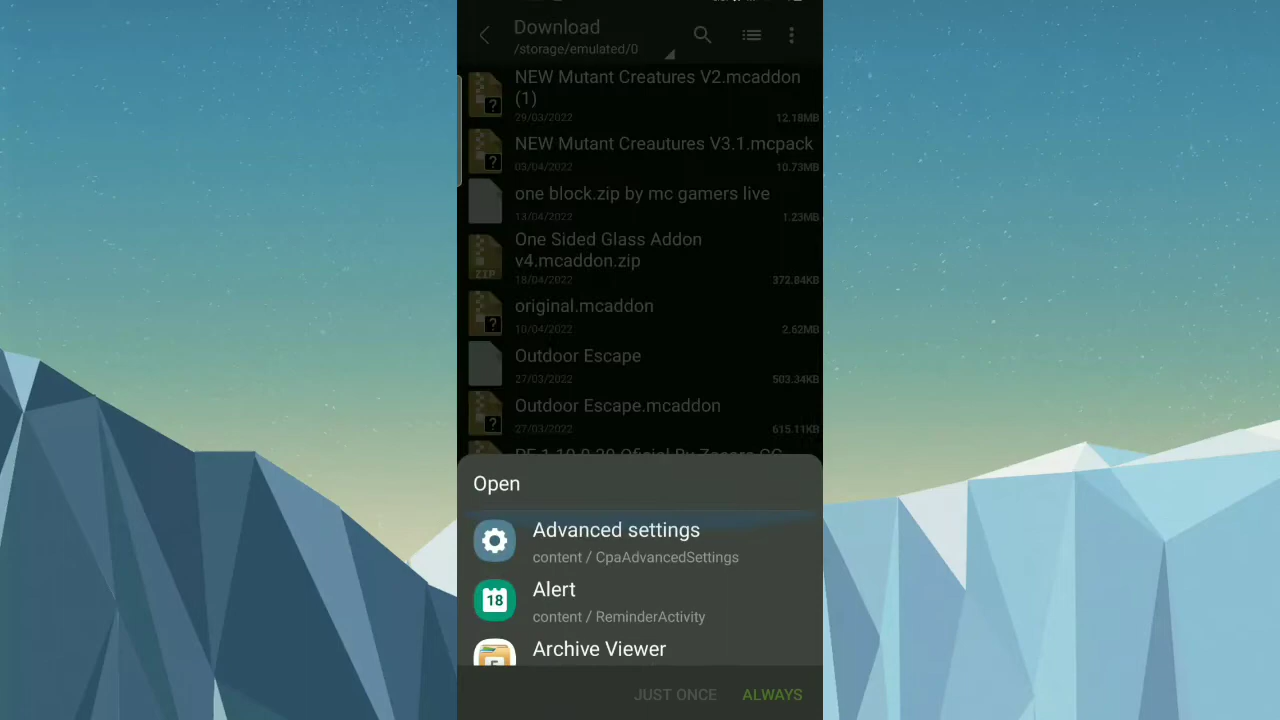 Download
/storage/emulated/0
NEW Mutant Creatures V2.mcaddon
(1)
29/03/2022 12.18MB
NEW Mutant Creautures V3.1.mcpack
03/04/2022 10.73MB
one block.zip by mc gamers live
13/04/2022 1.23MB
One Sided Glass Addon
v4.mcaddon.zip
18/04/2022 372.84KB
ZIP
original.mcaddon
10/04/2022 2.62MB
Outdoor Escape
27/03/2022 503.34KB
Outdoor Escape.mcaddon
27/03/2022 615.11KB
Open
Advanced settings
content / CpaAdvancedSettings
18
Alert
content / ReminderActivity
Archive Viewer
JUST ONCE ALWAYS